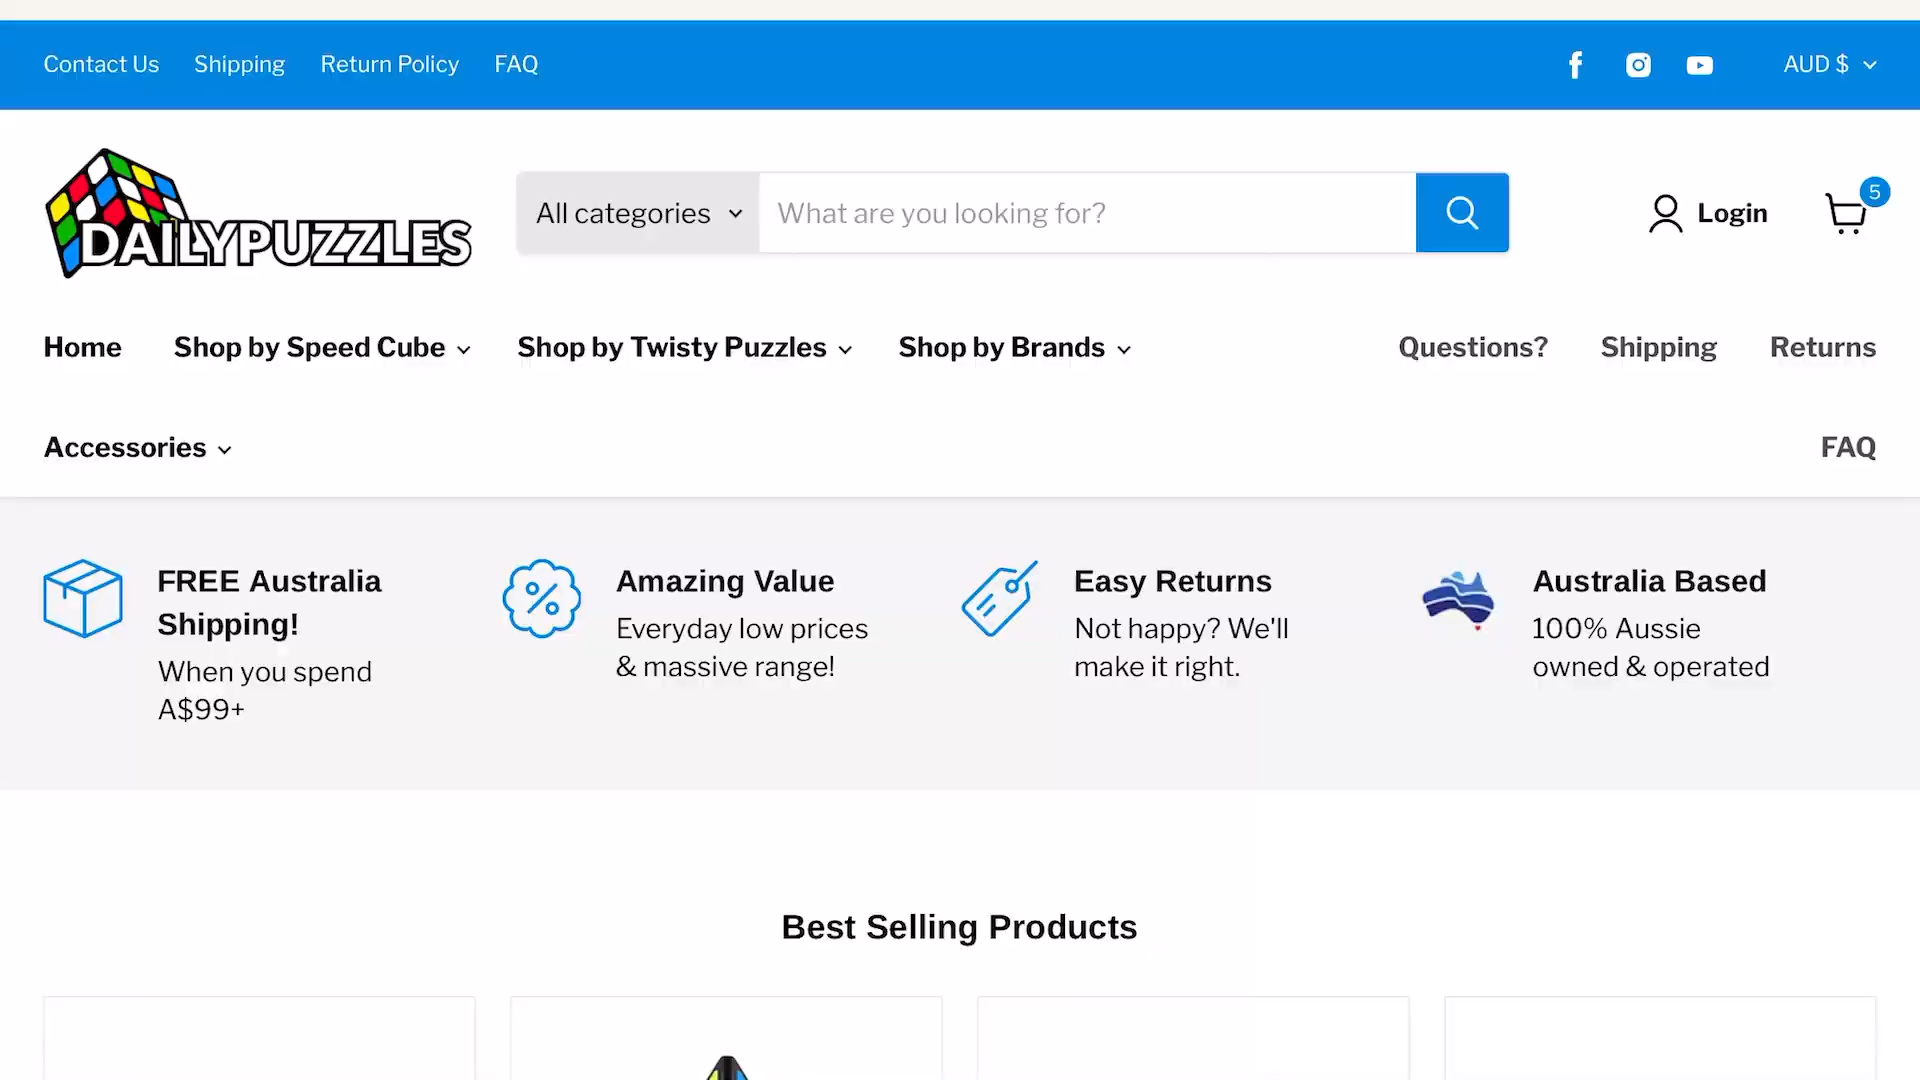 Contact Us Shipping Return Policy FAQ AUD $
DAILYPUZZLES
All categories What are you looking for? Login 5
Home Shop by Speed Cube Shop by Twisty Puzzles Shop by Brands Questions? Shipping Returns
Accessories FAQ
FREE Australia
Shipping!
When you spend
A$99+
Amazing Value
Everyday low prices
& massive range!
Easy Returns
Not happy? We'll
make it right.
Australia Based
100% Aussie
owned & operated
Best Selling Products